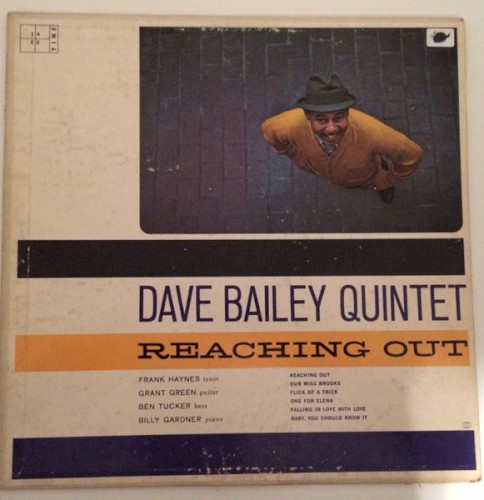 DAVE BAILEY QUINTET
REACHING OUT
FRANK HAYNES tenor
GRANT GREEN guitar
BEN TUCKER bass
BILLY GARDNER piano
REACHING OUT
OUR MISS BROOKS
FLICK OF A TRICK
ONE FOR ELENA
FALLING IN LOVE WITH LOVE
BABY, YOU SHOULD KNOW IT